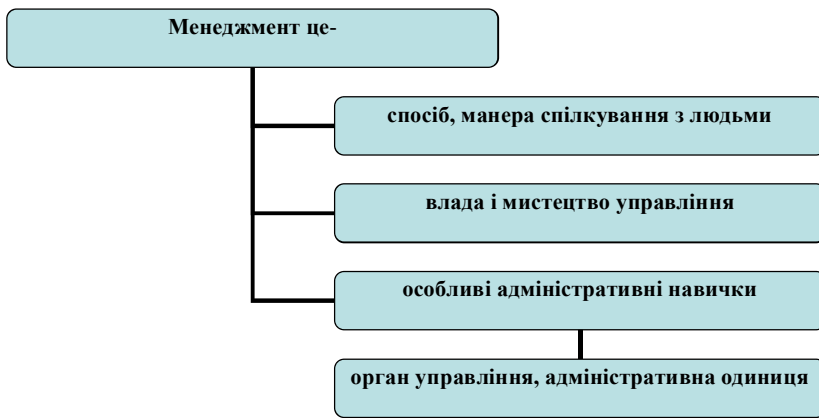 Менеджмент це-
спосіб, манера спілкування з людьми
влада і мистецтво управління
особливі адміністративні навички
орган управління, адміністративна одиниця